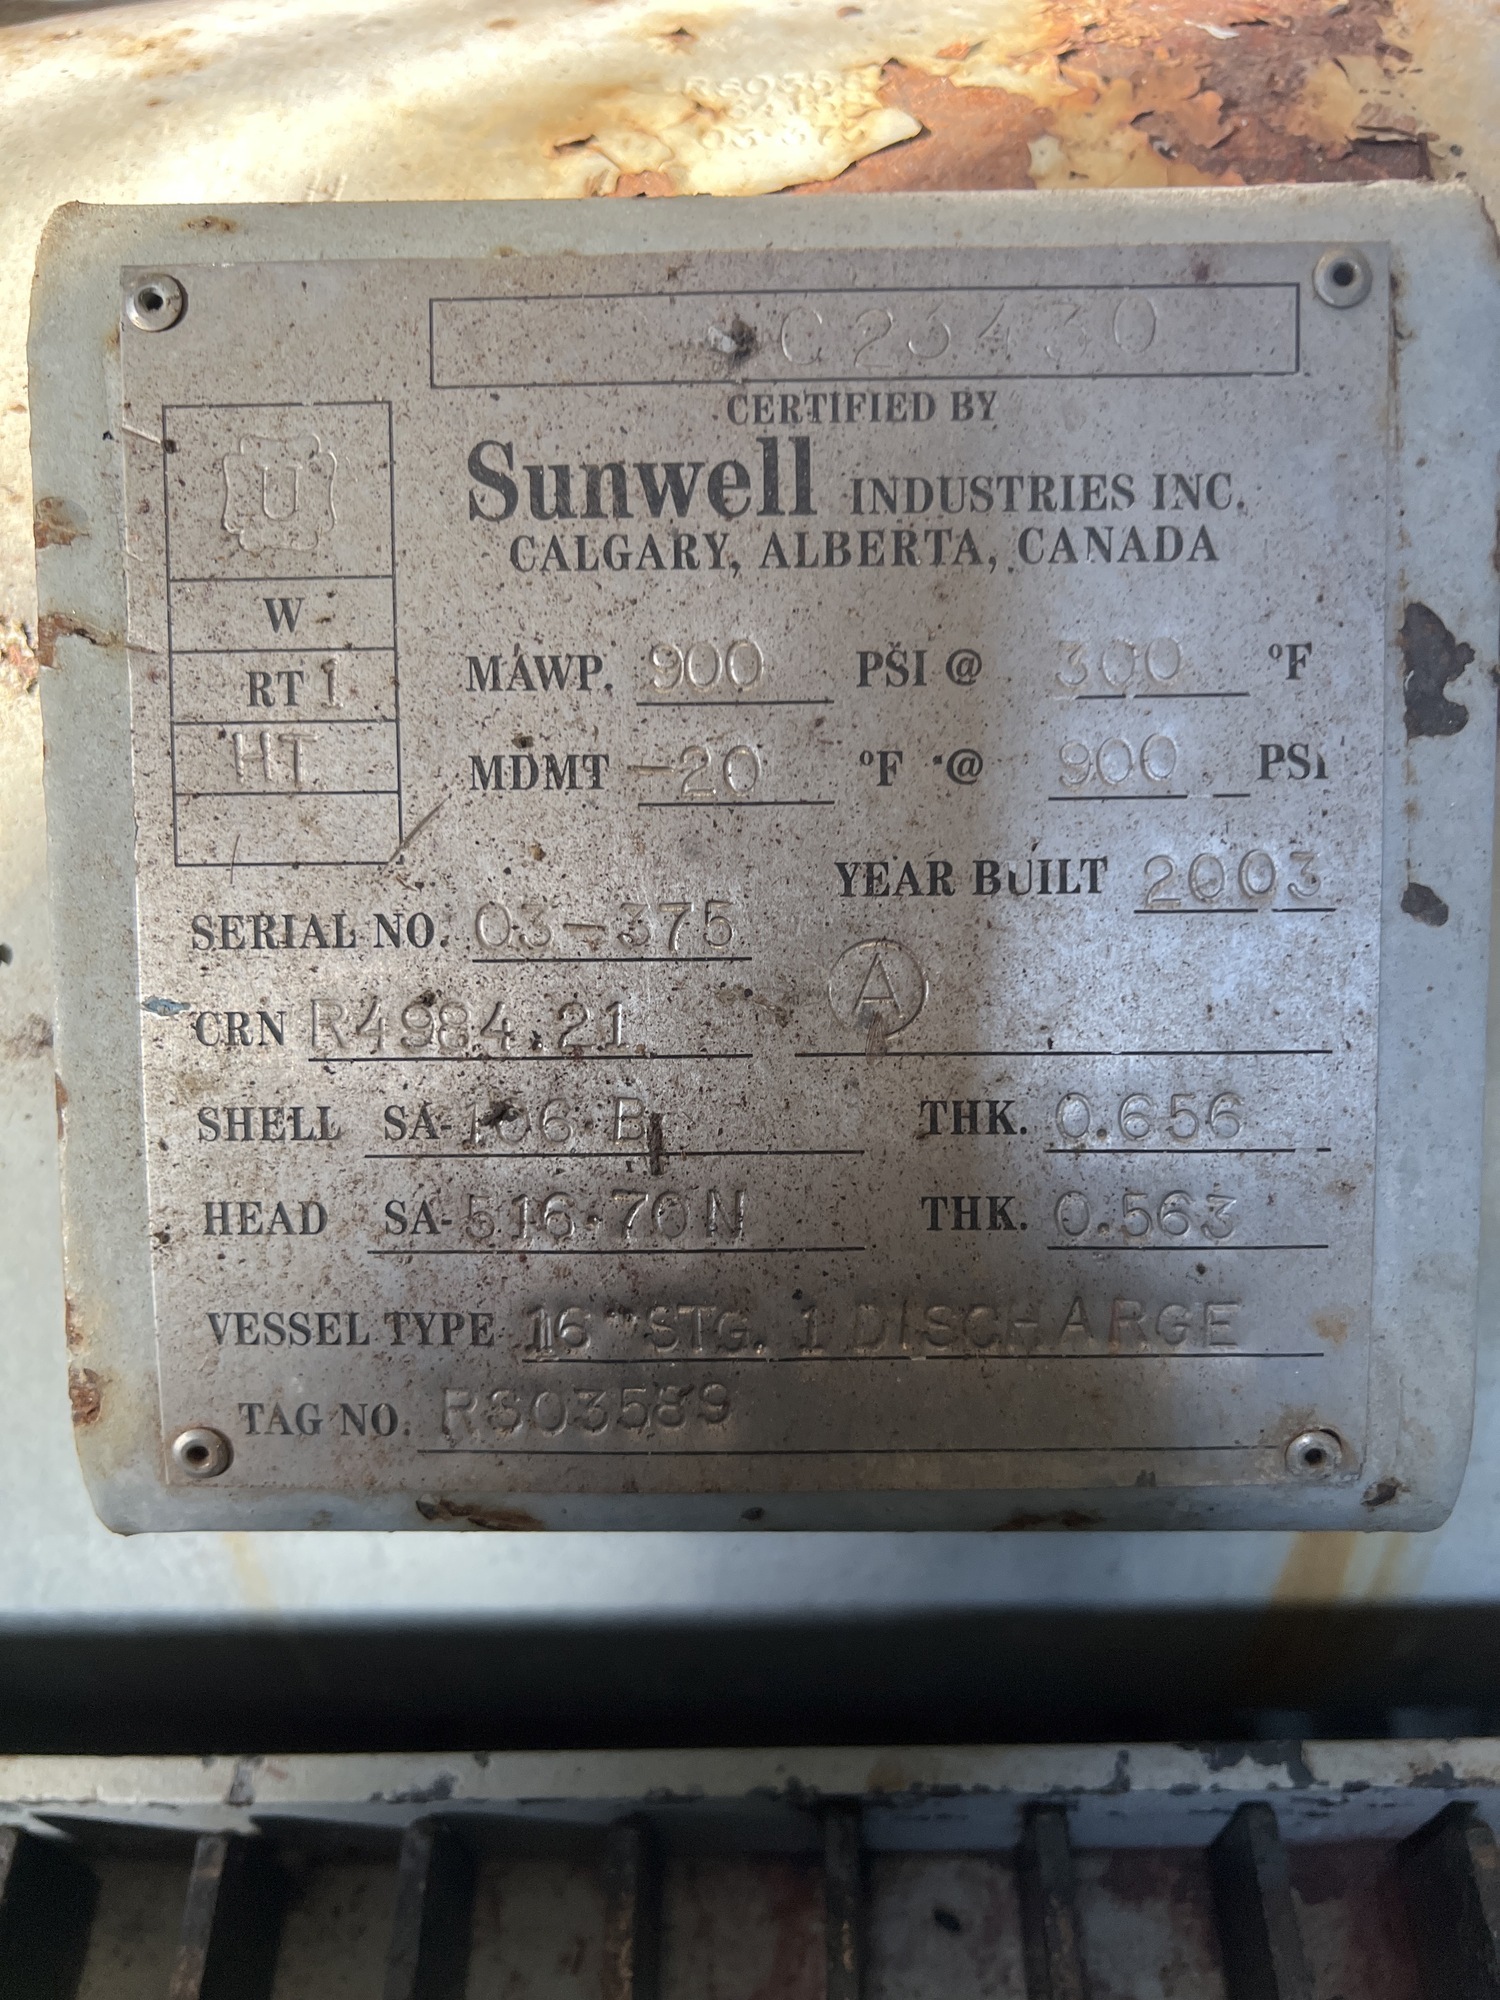 C23430
CERTIFIED BY
Sunwell INDUSTRIES INC.
CALGARY, ALBERTA, CANADA
U
W
RT 1
HT
MAWP. 900 PSI @ 300 °F
MDMT -20 °F @ 900 PSI
YEAR BUILT 2003
SERIAL NO. 03-375
A
CRN R4984.21
SHELL SA-106-B THK. 0.656
HEAD SA-516-70N THK. 0.563
VESSEL TYPE 16" STG. 1 DISCHARGE
TAG NO. RS03589